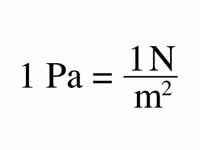 1 Pa = 1 N / m²